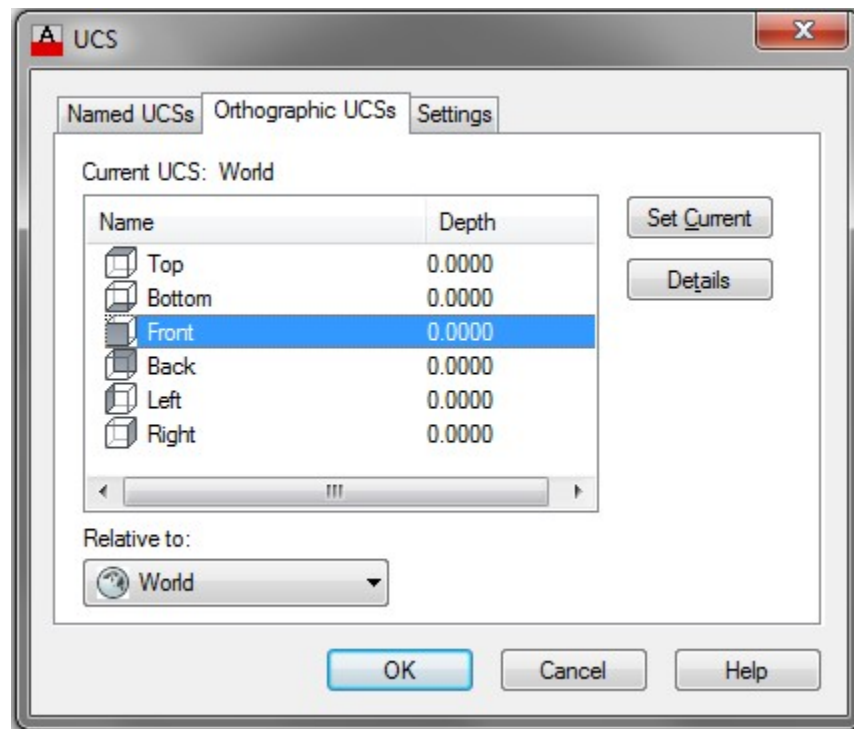 UCS
Named UCSs Orthographic UCSs Settings
Current UCS: World
Name Depth
Set Current
Top 0.0000
Details
Bottom 0.0000
Front 0.0000
Back 0.0000
Left 0.0000
Right 0.0000
Relative to:
World
OK Cancel Help